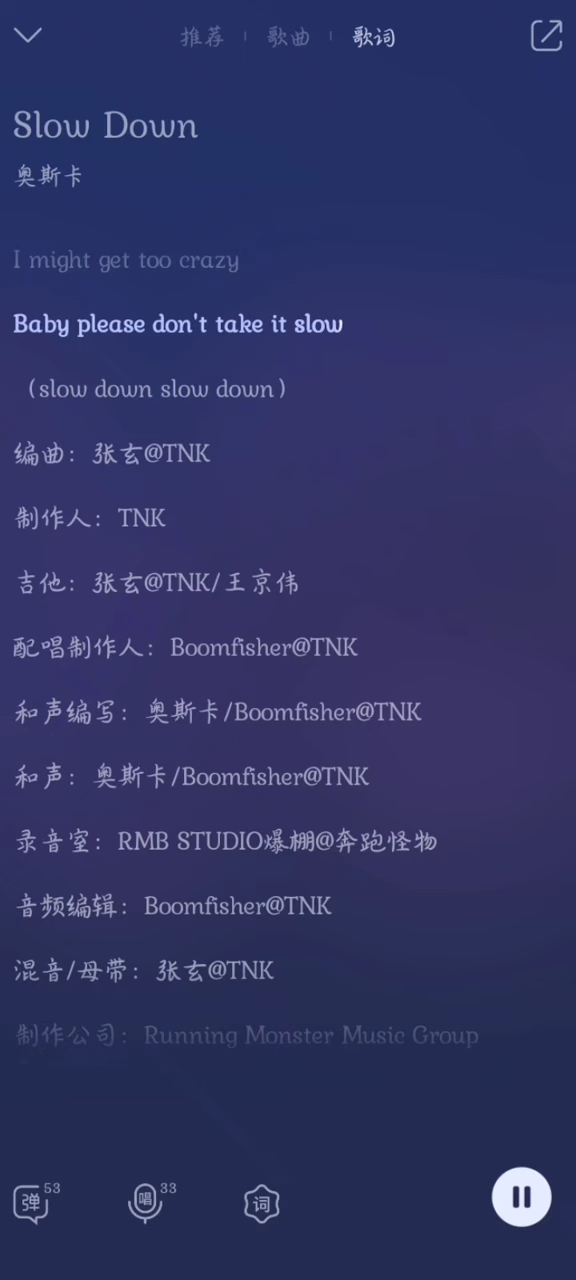 推荐 | 歌曲 | 歌词
Slow Down
奥斯卡
I might get too crazy
Baby please don't take it slow
（slow down slow down）
编曲：张玄@TNK
制作人：TNK
吉他：张玄@TNK/王京伟
配唱制作人：Boomfisher@TNK
和声编写：奥斯卡/Boomfisher@TNK
和声：奥斯卡/Boomfisher@TNK
录音室：RMB STUDIO爆棚@奔跑怪物
音频编辑：Boomfisher@TNK
混音/母带：张玄@TNK
制作公司：Running Monster Music Group
弹 53 唱 33 词